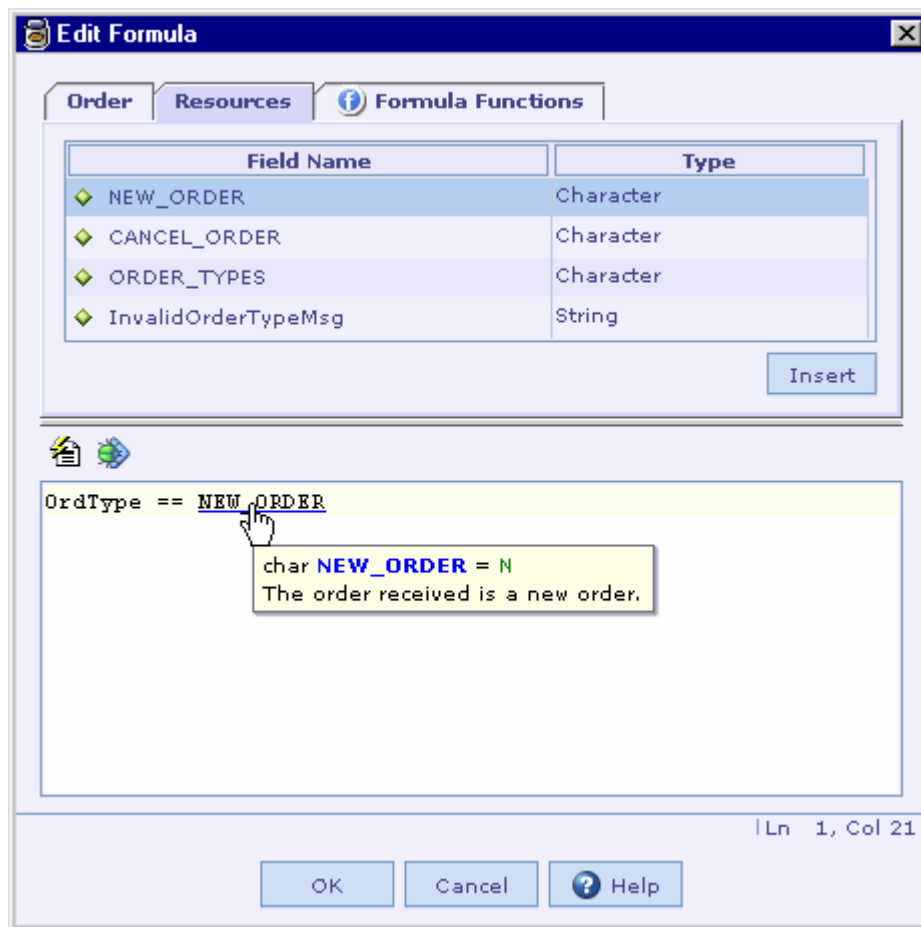 Edit Formula
Order Resources Formula Functions
Field Name Type
NEW_ORDER Character
CANCEL_ORDER Character
ORDER_TYPES Character
InvalidOrderTypeMsg String
Insert
OrdType == NEW_ORDER
char NEW_ORDER = N
The order received is a new order.
Ln 1, Col 21
OK Cancel Help